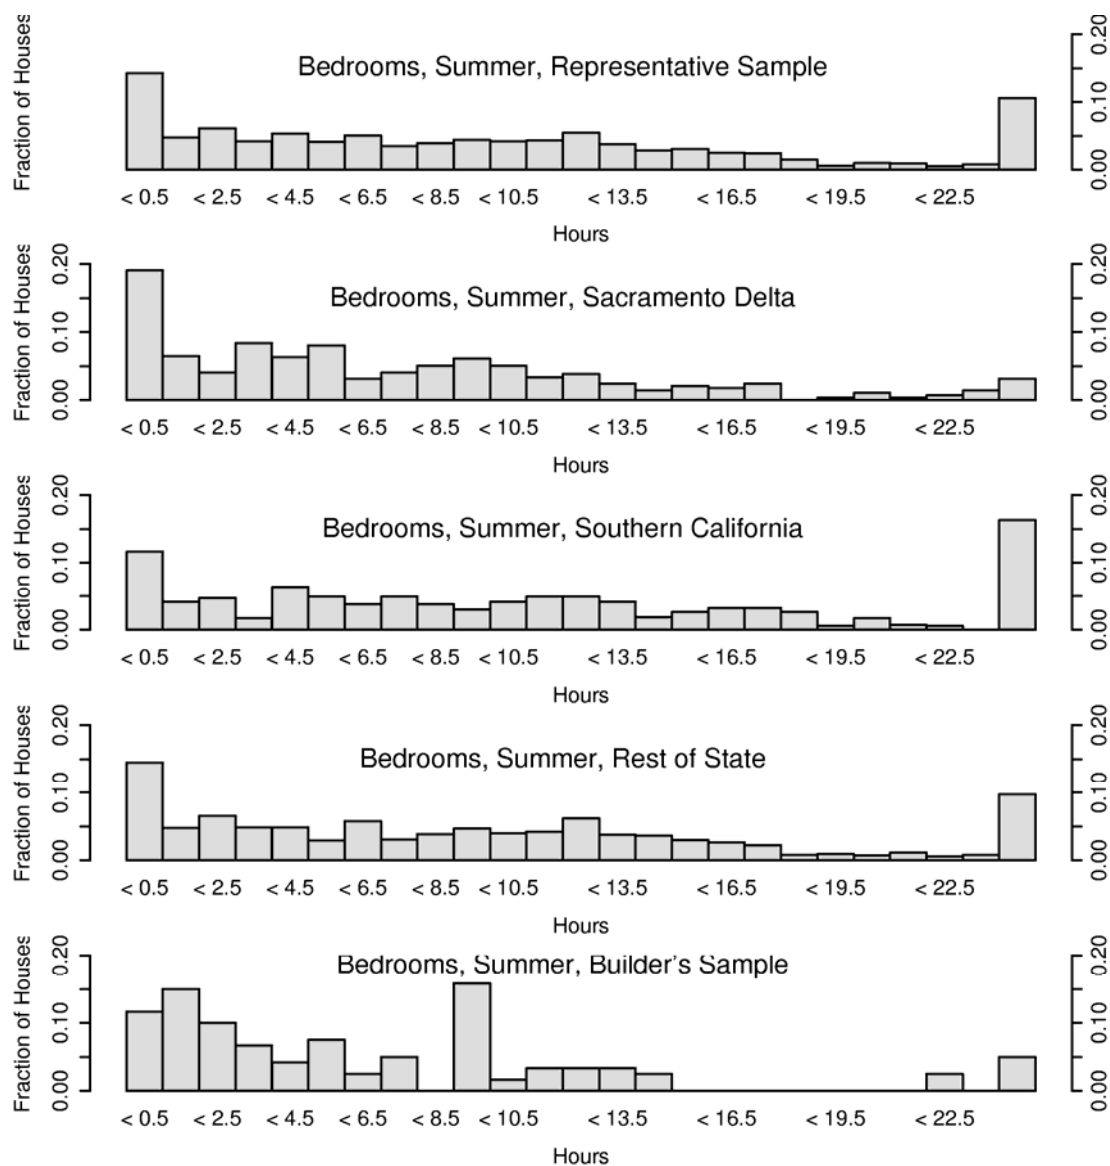 Fraction of Houses
Bedrooms, Summer, Representative Sample
0.00 0.10 0.20
< 0.5 < 2.5 < 4.5 < 6.5 < 8.5 < 10.5 < 13.5 < 16.5 < 19.5 < 22.5
Hours
Fraction of Houses
0.00 0.10 0.20
Bedrooms, Summer, Sacramento Delta
0.00 0.10 0.20
< 0.5 < 2.5 < 4.5 < 6.5 < 8.5 < 10.5 < 13.5 < 16.5 < 19.5 < 22.5
Hours
Fraction of Houses
0.00 0.10 0.20
Bedrooms, Summer, Southern California
0.00 0.10 0.20
< 0.5 < 2.5 < 4.5 < 6.5 < 8.5 < 10.5 < 13.5 < 16.5 < 19.5 < 22.5
Hours
Fraction of Houses
0.00 0.10 0.20
Bedrooms, Summer, Rest of State
0.00 0.10 0.20
< 0.5 < 2.5 < 4.5 < 6.5 < 8.5 < 10.5 < 13.5 < 16.5 < 19.5 < 22.5
Hours
Fraction of Houses
0.00 0.10 0.20
Bedrooms, Summer, Builder's Sample
0.00 0.10 0.20
< 0.5 < 2.5 < 4.5 < 6.5 < 8.5 < 10.5 < 13.5 < 16.5 < 19.5 < 22.5
Hours